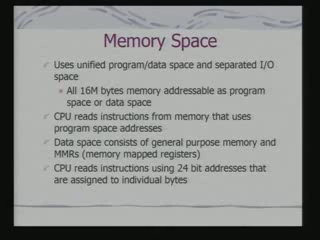 Memory Space
Uses unified program/data space and separated I/O
space
All 16M bytes memory addressable as program
space or data space
CPU reads instructions from memory that uses
program space addresses
Data space consists of general purpose memory and
MMRs (memory mapped registers)
CPU reads instructions using 24 bit addresses that
are assigned to individual bytes